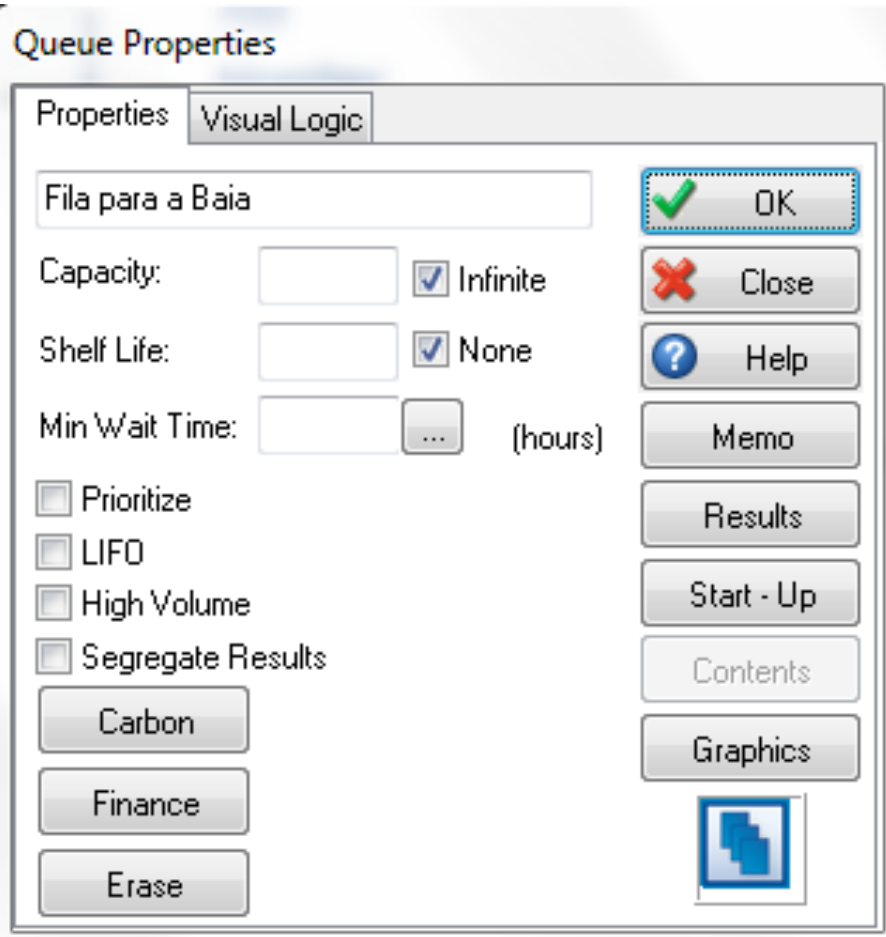 Queue Properties
Properties
Visual Logic
Fila para a Baia
OK
Capacity:
Infinite
Close
Shelf Life:
None
Help
Min Wait Time:
...
(hours)
Memo
Prioritize
Results
LIFO
High Volume
Start - Up
Segregate Results
Contents
Carbon
Graphics
Finance
Erase